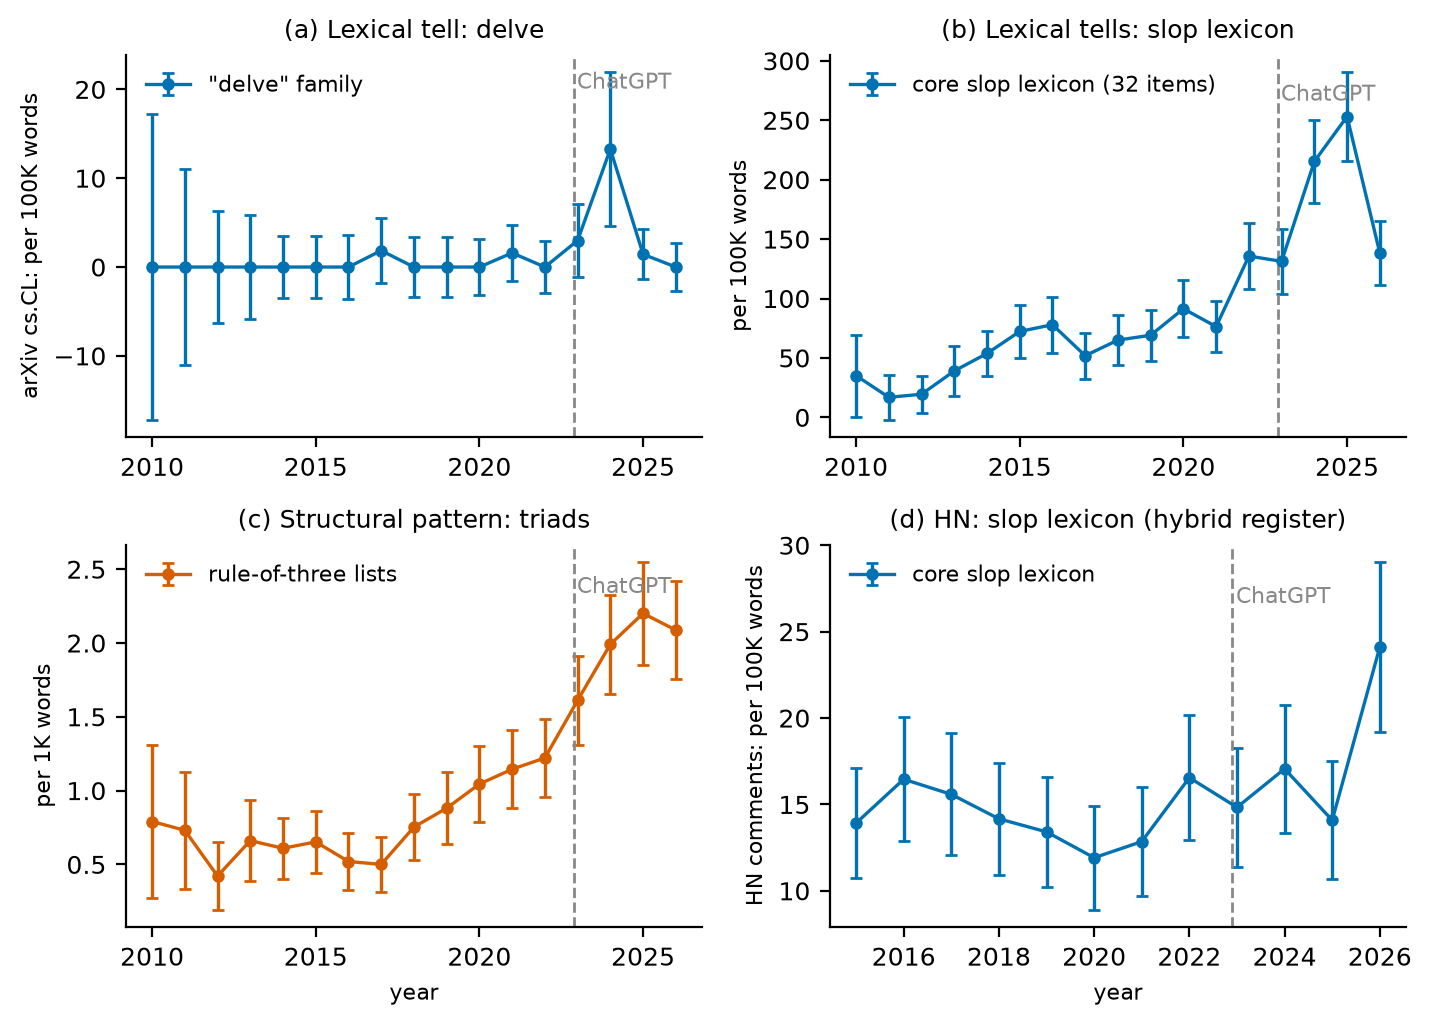 (a) Lexical tell: delve
"delve" family
ChatGPT
arXiv cs.CL: per 100K words
20
10
0
−10
2010
2015
2020
2025
(b) Lexical tells: slop lexicon
core slop lexicon (32 items)
ChatGPT
per 100K words
300
250
200
150
100
50
0
2010
2015
2020
2025
(c) Structural pattern: triads
rule-of-three lists
ChatGPT
per 1K words
2.5
2.0
1.5
1.0
0.5
2010
2015
2020
2025
year
(d) HN: slop lexicon (hybrid register)
core slop lexicon
ChatGPT
HN comments: per 100K words
30
25
20
15
10
2016
2018
2020
2022
2024
2026
year